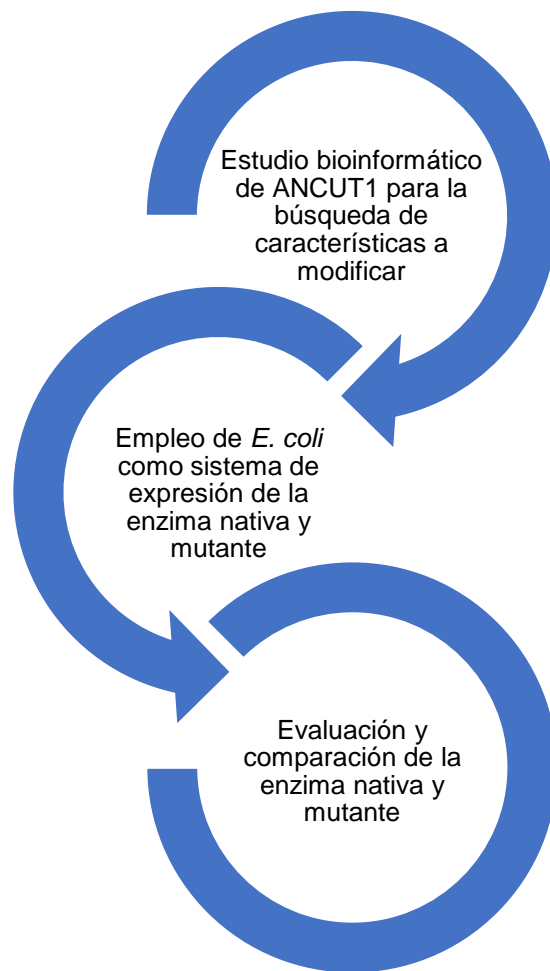 Estudio bioinformático
de ANCUT1 para la
búsqueda de
características a
modificar
Empleo de E. coli
como sistema de
expresión de la
enzima nativa y
mutante
Evaluación y
comparación de la
enzima nativa y
mutante